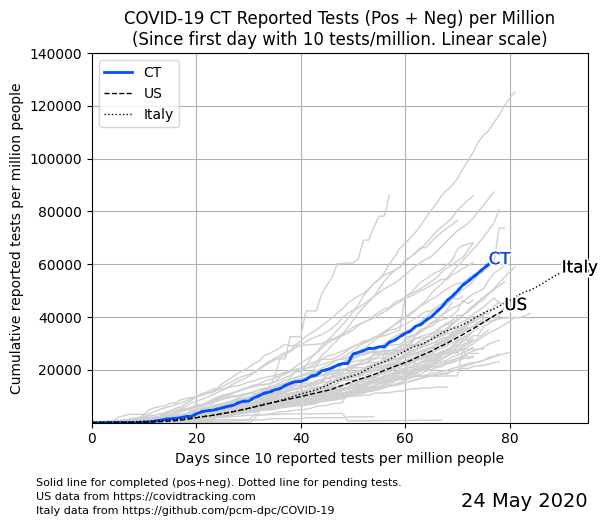 COVID-19 CT Reported Tests (Pos + Neg) per Million
(Since first day with 10 tests/million. Linear scale)
Cumulative reported tests per million people
140000
120000
100000
80000
60000
40000
20000
CT
US
Italy
CT
Italy
US
0 20 40 60 80
Days since 10 reported tests per million people
Solid line for completed (pos+neg). Dotted line for pending tests.
US data from https://covidtracking.com
Italy data from https://github.com/pcm-dpc/COVID-19
24 May 2020